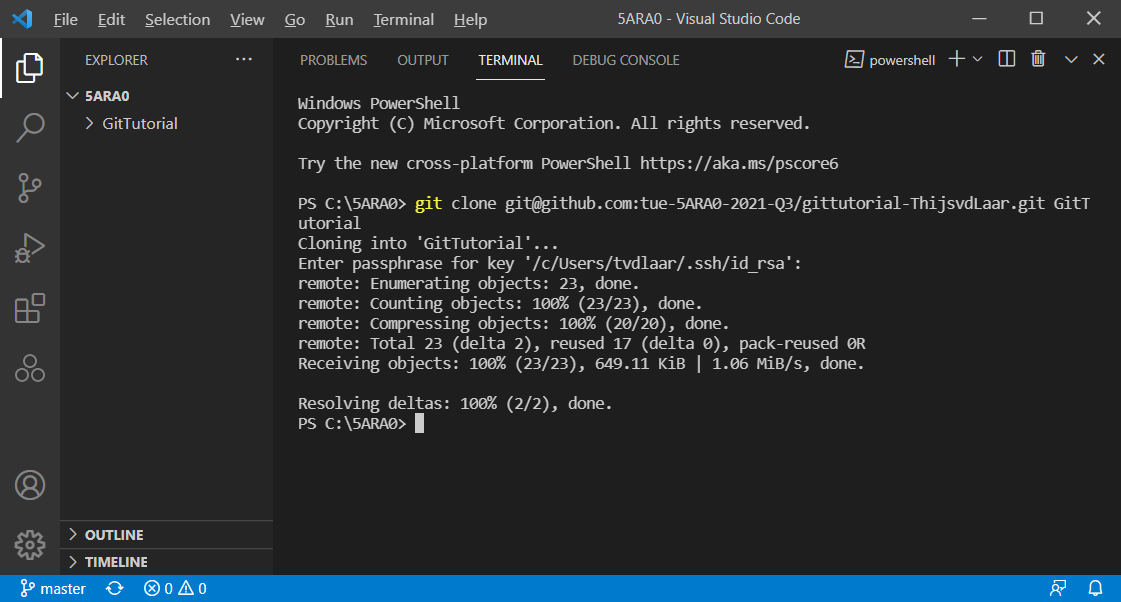 File Edit Selection View Go Run Terminal Help 5ARA0 - Visual Studio Code
EXPLORER ...
5ARA0
GitTutorial
OUTLINE
TIMELINE
PROBLEMS OUTPUT TERMINAL DEBUG CONSOLE powershell
Windows PowerShell
Copyright (C) Microsoft Corporation. All rights reserved.
Try the new cross-platform PowerShell https://aka.ms/pscore6
PS C:\5ARA0> git clone git@github.com:tue-5ARA0-2021-Q3/gittutorial-ThijsvdLaar.git GitT
utorial
Cloning into 'GitTutorial'...
Enter passphrase for key '/c/Users/tvdlaar/.ssh/id_rsa':
remote: Enumerating objects: 23, done.
remote: Counting objects: 100% (23/23), done.
remote: Compressing objects: 100% (20/20), done.
remote: Total 23 (delta 2), reused 17 (delta 0), pack-reused 0R
Receiving objects: 100% (23/23), 649.11 KiB | 1.06 MiB/s, done.
Resolving deltas: 100% (2/2), done.
PS C:\5ARA0>
master 0 0